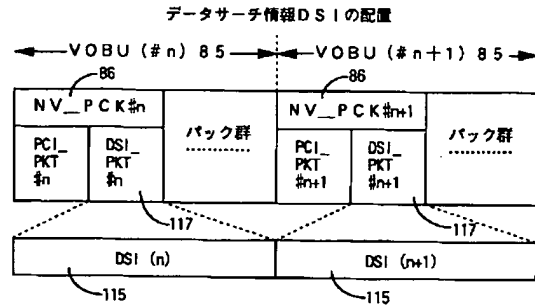 データサーチ情報DSIの配置
VOBU (#n) 85 VOBU (#n+1) 85
86 86
NV_PCK#n NV_PCK#n+1
パック群 パック群
PCI_ DSI_ PCI_ DSI_
PKT PKT PKT PKT
#n #n #n+1 #n+1
117 117
DSI (n) DSI (n+1)
115 115